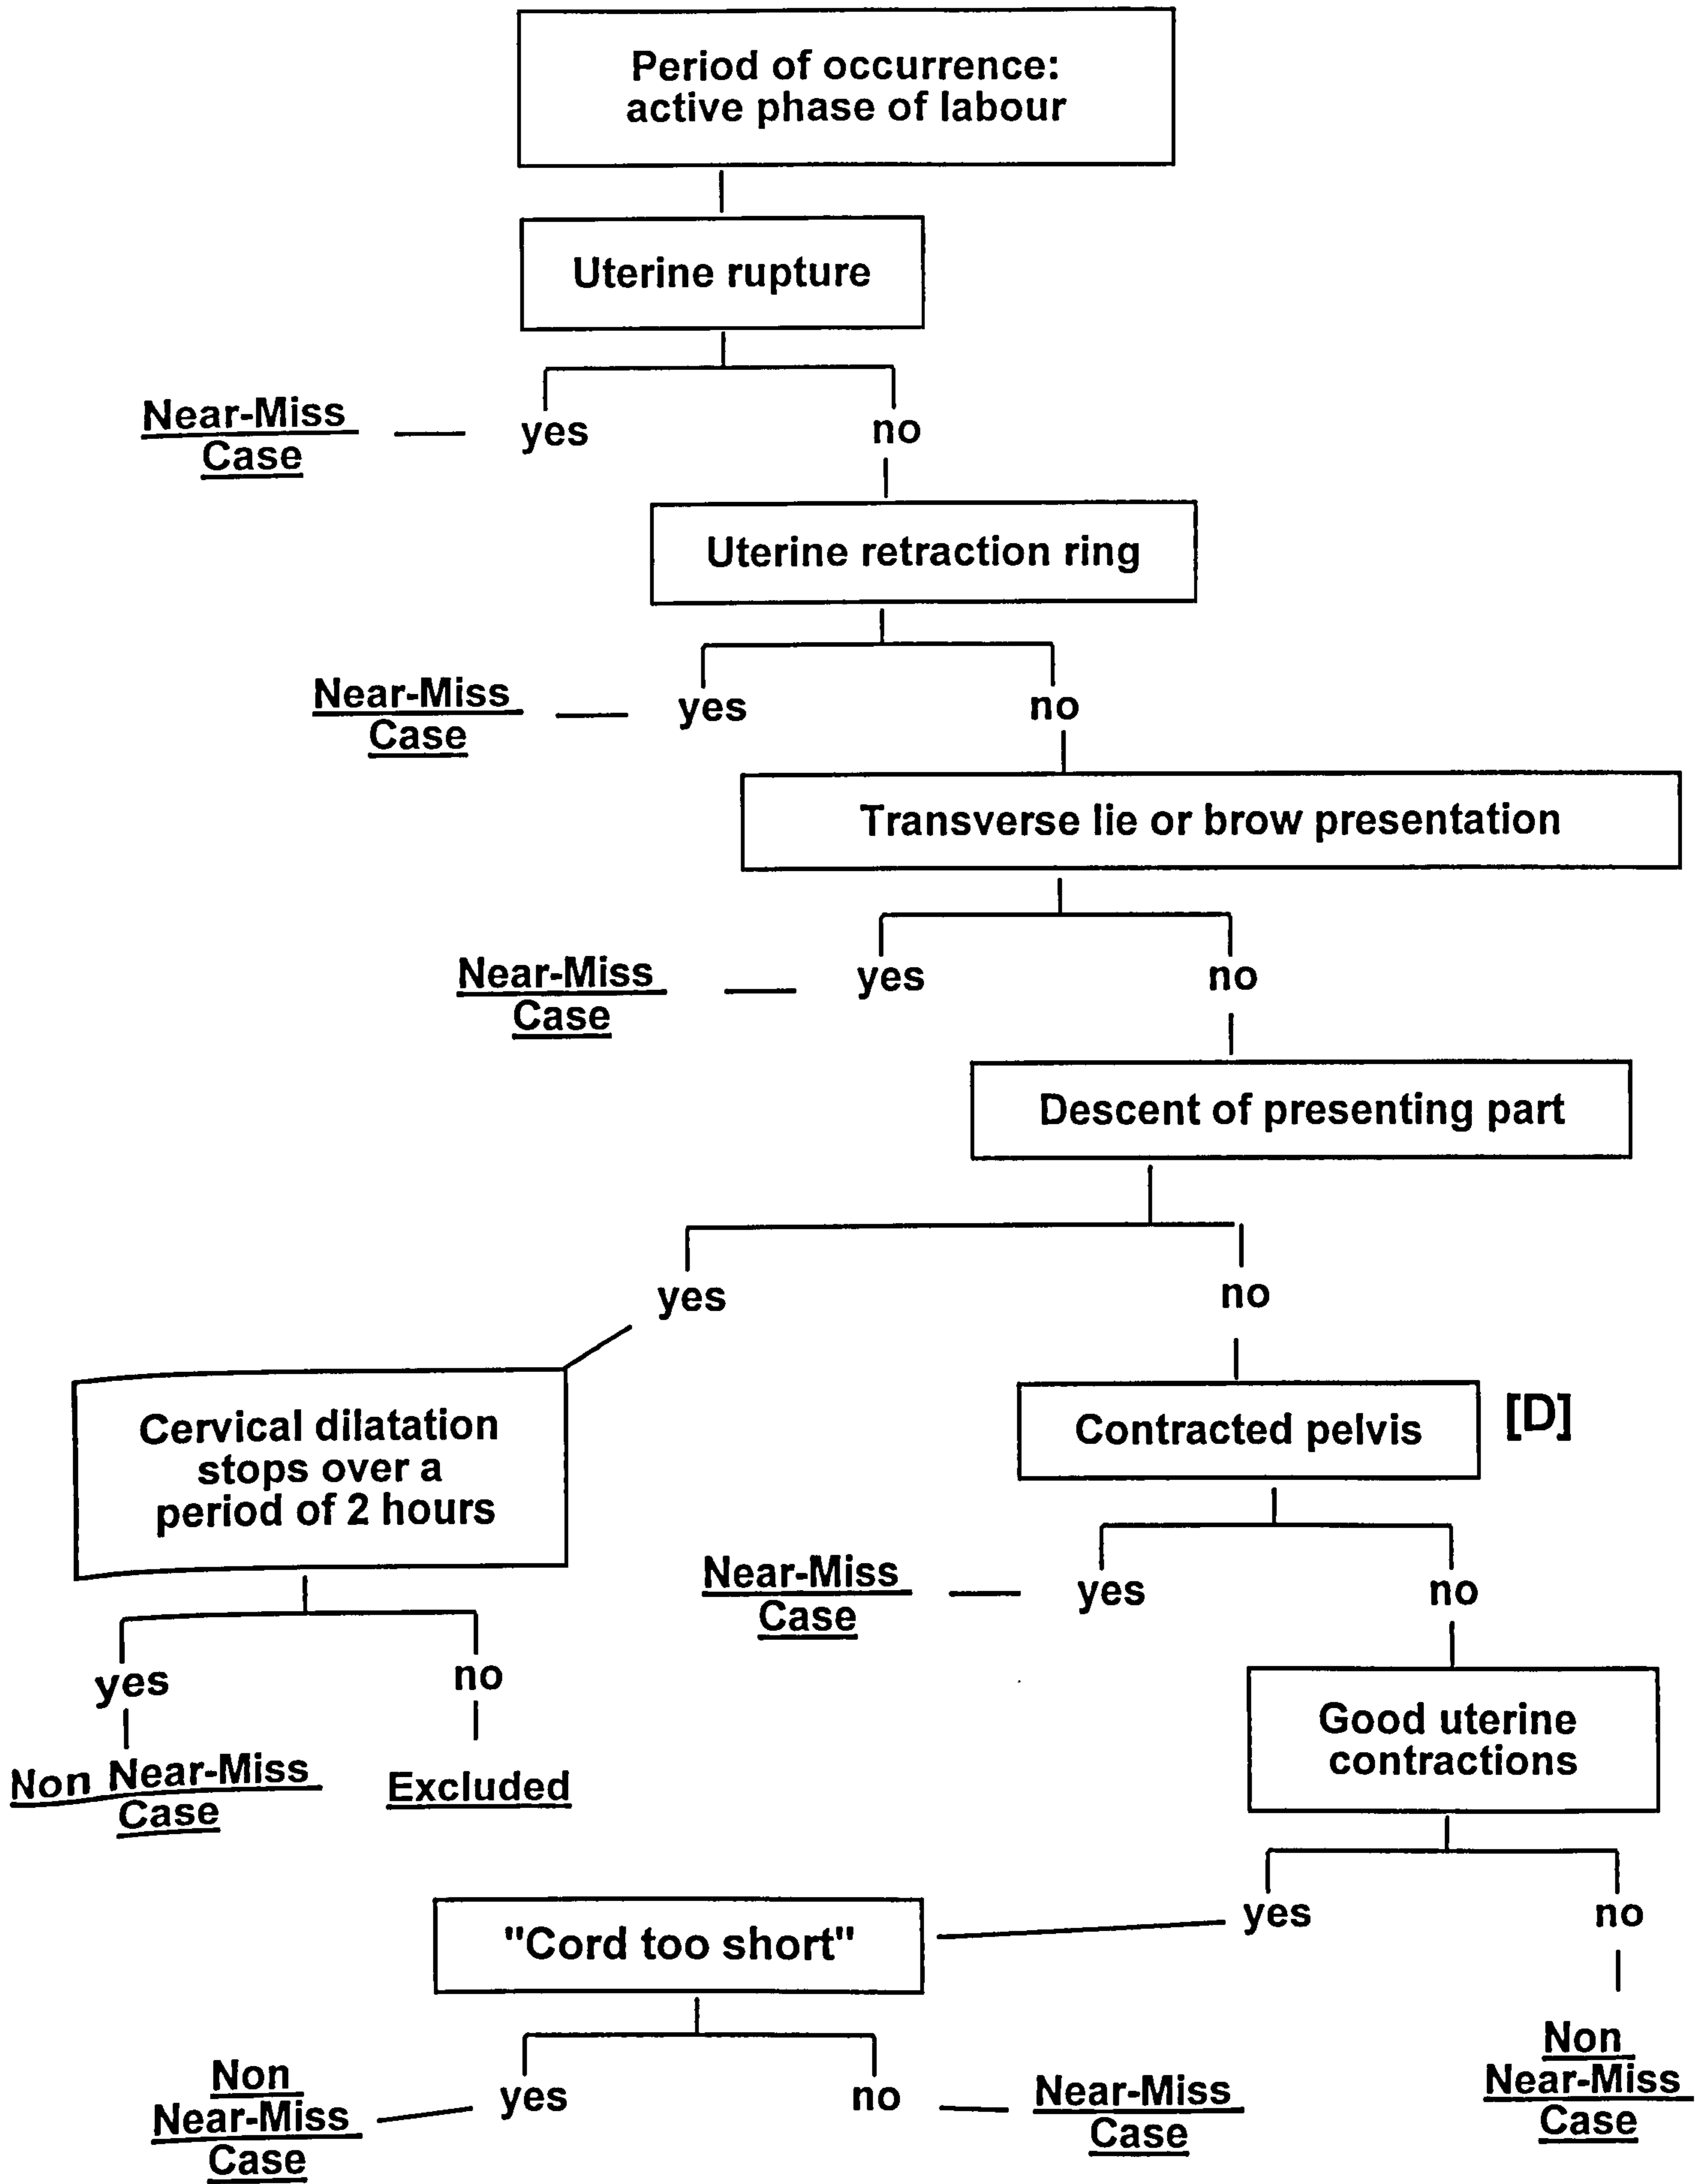 Period of occurrence:
active phase of labour
Uterine rupture
Near-Miss
Case
yes
no
Uterine retraction ring
Near-Miss
Case
yes
no
Transverse lie or brow presentation
Near-Miss
Case
yes
no
Descent of presenting part
yes
no
Cervical dilatation
stops over a
period of 2 hours
Contracted pelvis
[D]
yes
no
Near-Miss
Case
yes
no
Non Near-Miss
Case
Excluded
Good uterine
contractions
yes
no
"Cord too short"
Non
Near-Miss
Case
yes
no
Near-Miss
Case
Non
Near-Miss
Case